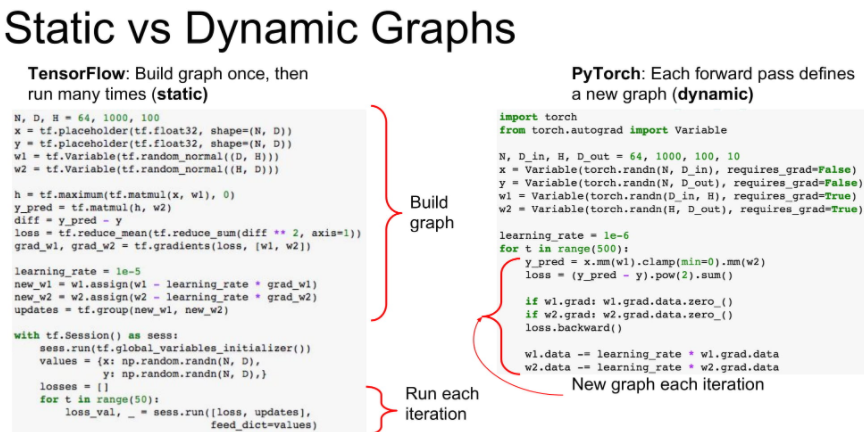 Static vs Dynamic Graphs
TensorFlow: Build graph once, then
run many times (static)
N, D, H = 64, 1000, 100
x = tf.placeholder(tf.float32, shape=(N, D))
y = tf.placeholder(tf.float32, shape=(N, D))
w1 = tf.Variable(tf.random_normal((D, H)))
w2 = tf.Variable(tf.random_normal((H, D)))
h = tf.maximum(tf.matmul(x, w1), 0)
y_pred = tf.matmul(h, w2)
diff = y_pred - y
loss = tf.reduce_mean(tf.reduce_sum(diff ** 2, axis=1))
grad_w1, grad_w2 = tf.gradients(loss, [w1, w2])
learning_rate = 1e-5
new_w1 = w1.assign(w1 - learning_rate * grad_w1)
new_w2 = w2.assign(w2 - learning_rate * grad_w2)
updates = tf.group(new_w1, new_w2)
with tf.Session() as sess:
    sess.run(tf.global_variables_initializer())
    values = {x: np.random.randn(N, D),
              y: np.random.randn(N, D),}
    losses = []
    for t in range(50):
        loss_val, _ = sess.run([loss, updates],
                               feed_dict=values)
Build
graph
Run each
iteration
PyTorch: Each forward pass defines
a new graph (dynamic)
import torch
from torch.autograd import Variable
N, D_in, H, D_out = 64, 1000, 100, 10
x = Variable(torch.randn(N, D_in), requires_grad=False)
y = Variable(torch.randn(N, D_out), requires_grad=False)
w1 = Variable(torch.randn(D_in, H), requires_grad=True)
w2 = Variable(torch.randn(H, D_out), requires_grad=True)
learning_rate = 1e-6
for t in range(500):
    y_pred = x.mm(w1).clamp(min=0).mm(w2)
    loss = (y_pred - y).pow(2).sum()
    if w1.grad: w1.grad.data.zero_()
    if w2.grad: w2.grad.data.zero_()
    loss.backward()
    w1.data -= learning_rate * w1.grad.data
    w2.data -= learning_rate * w2.grad.data
New graph each iteration